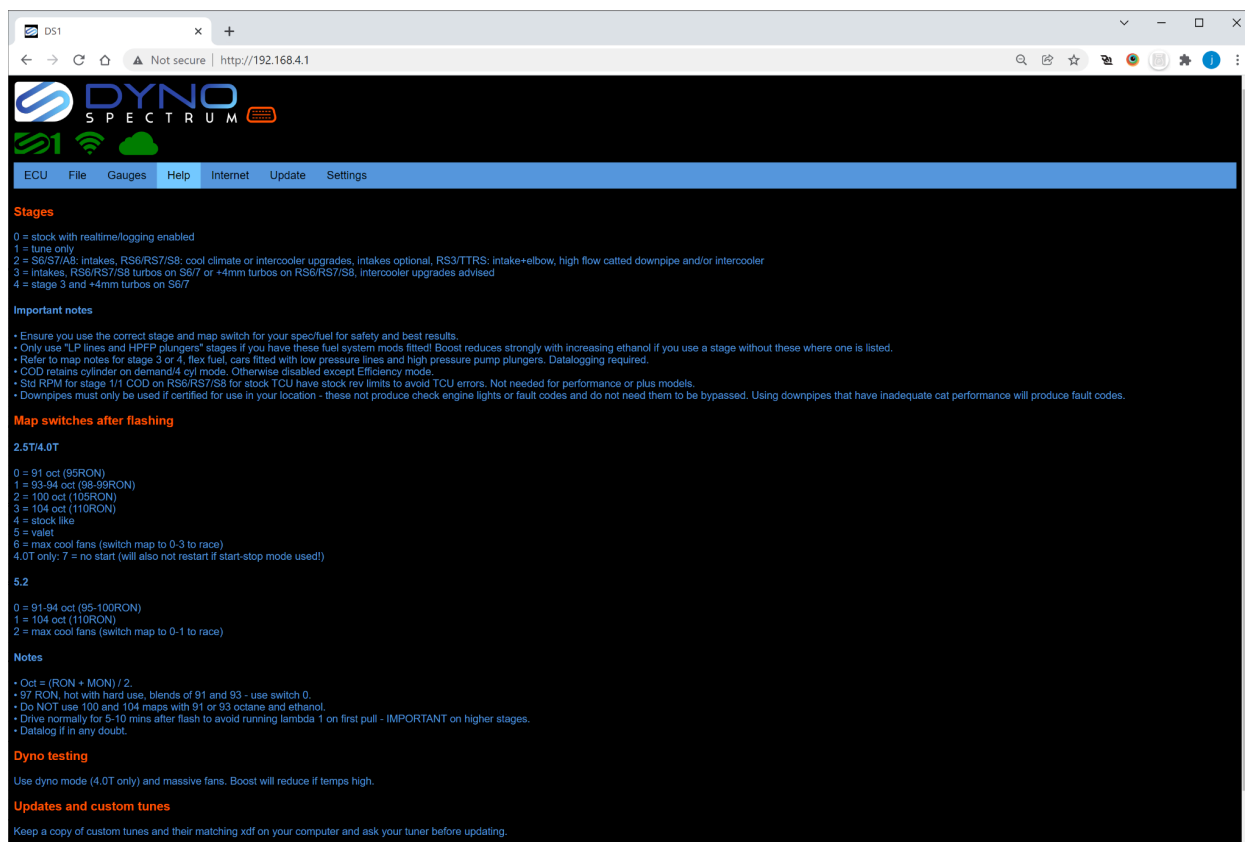 DS1
Not secure | http://192.168.4.1
DYNO
SPECTRUM
S1
ECU File Gauges Help Internet Update Settings
Stages
0 = stock with realtime/logging enabled
1 = tune only
2 = S6/S7/A8: intakes, RS6/RS7/S8: cool climate or intercooler upgrades, intakes optional, RS3/TTRS: intake+elbow, high flow catted downpipe and/or intercooler
3 = intakes, RS6/RS7/S8 turbos on S6/7 or +4mm turbos on RS6/RS7/S8, intercooler upgrades advised
4 = stage 3 and +4mm turbos on S6/7
Important notes
• Ensure you use the correct stage and map switch for your spec/fuel for safety and best results.
• Only use "LP lines and HPFP plungers" stages if you have these fuel system mods fitted! Boost reduces strongly with increasing ethanol if you use a stage without these where one is listed.
• Refer to map notes for stage 3 or 4, flex fuel, cars fitted with low pressure lines and high pressure pump plungers. Datalogging required.
• COD retains cylinder on demand/4 cyl mode. Otherwise disabled except Efficiency mode.
• Std RPM for stage 1/1 COD on RS6/RS7/S8 for stock TCU have stock rev limits to avoid TCU errors. Not needed for performance or plus models.
• Downpipes must only be used if certified for use in your location - these not produce check engine lights or fault codes and do not need them to be bypassed. Using downpipes that have inadequate cat performance will produce fault codes.
Map switches after flashing
2.5T/4.0T
0 = 91 oct (95RON)
1 = 93-94 oct (98-99RON)
2 = 100 oct (105RON)
3 = 104 oct (110RON)
4 = stock like
5 = valet
6 = max cool fans (switch map to 0-3 to race)
4.0T only: 7 = no start (will also not restart if start-stop mode used!)
5.2
0 = 91-94 oct (95-100RON)
1 = 104 oct (110RON)
2 = max cool fans (switch map to 0-1 to race)
Notes
• Oct = (RON + MON) / 2.
• 97 RON, hot with hard use, blends of 91 and 93 - use switch 0.
• Do NOT use 100 and 104 maps with 91 or 93 octane and ethanol.
• Drive normally for 5-10 mins after flash to avoid running lambda 1 on first pull - IMPORTANT on higher stages.
• Datalog if in any doubt.
Dyno testing
Use dyno mode (4.0T only) and massive fans. Boost will reduce if temps high.
Updates and custom tunes
Keep a copy of custom tunes and their matching xdf on your computer and ask your tuner before updating.